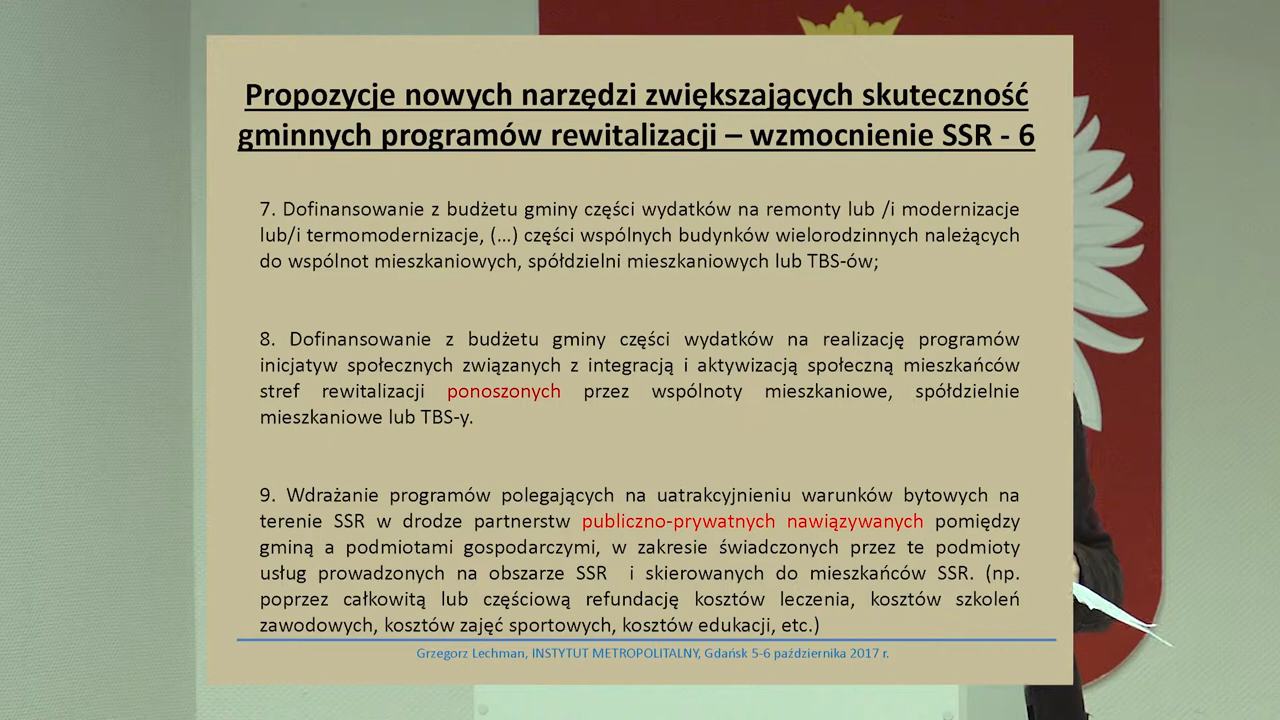 Propozycje nowych narzędzi zwiększających skuteczność
gminnych programów rewitalizacji – wzmocnienie SSR - 6
7. Dofinansowanie z budżetu gminy części wydatków na remonty lub /i modernizacje
lub/i termomodernizacje, (…) części wspólnych budynków wielorodzinnych należących
do wspólnot mieszkaniowych, spółdzielni mieszkaniowych lub TBS-ów;
8. Dofinansowanie z budżetu gminy części wydatków na realizację programów
inicjatyw społecznych związanych z integracją i aktywizacją społeczną mieszkańców
stref rewitalizacji ponoszonych przez wspólnoty mieszkaniowe, spółdzielnie
mieszkaniowe lub TBS-y.
9. Wdrażanie programów polegających na uatrakcyjnieniu warunków bytowych na
terenie SSR w drodze partnerstw publiczno-prywatnych nawiązywanych pomiędzy
gminą a podmiotami gospodarczymi, w zakresie świadczonych przez te podmioty
usług prowadzonych na obszarze SSR i skierowanych do mieszkańców SSR. (np.
poprzez całkowitą lub częściową refundację kosztów leczenia, kosztów szkoleń
zawodowych, kosztów zajęć sportowych, kosztów edukacji, etc.)
Grzegorz Lechman, INSTYTUT METROPOLITALNY, Gdańsk 5-6 października 2017 r.